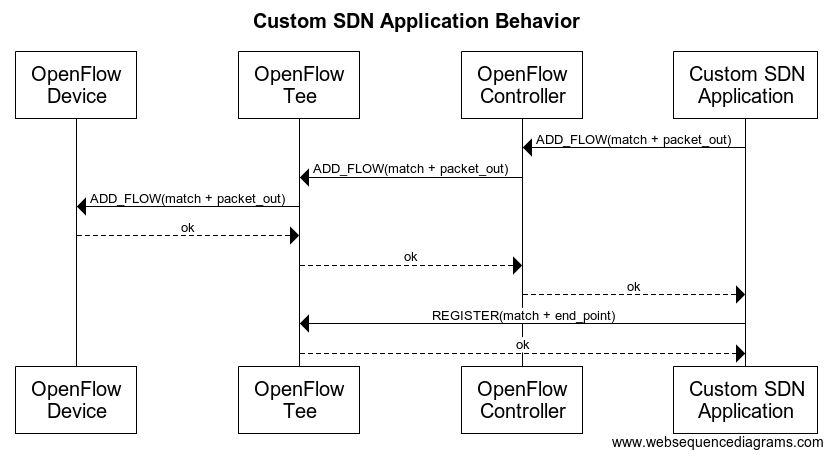 Custom SDN Application Behavior
OpenFlow
Device
OpenFlow
Tee
OpenFlow
Controller
Custom SDN
Application
ADD_FLOW(match + packet_out)
ADD_FLOW(match + packet_out)
ADD_FLOW(match + packet_out)
ok
ok
ok
REGISTER(match + end_point)
ok
OpenFlow
Device
OpenFlow
Tee
OpenFlow
Controller
Custom SDN
Application
www.websequencediagrams.com